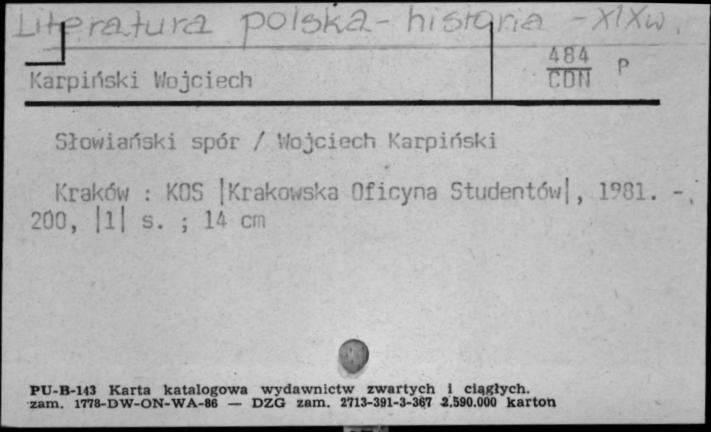 Literatura polska - historia - XIXw.
484
Karpiński Wojciech
CDN
P
Słowiański spór / Wojciech Karpiński
Kraków : KOS |Krakowska Oficyna Studentów|, 1981. -,
200, |1| s. ; 14 cm
PU-B-143 Karta katalogowa wydawnictw zwartych i ciągłych.
zam. 1778-DW-ON-WA-86 — DZG zam. 2713-391-3-367 2.590.000 karton